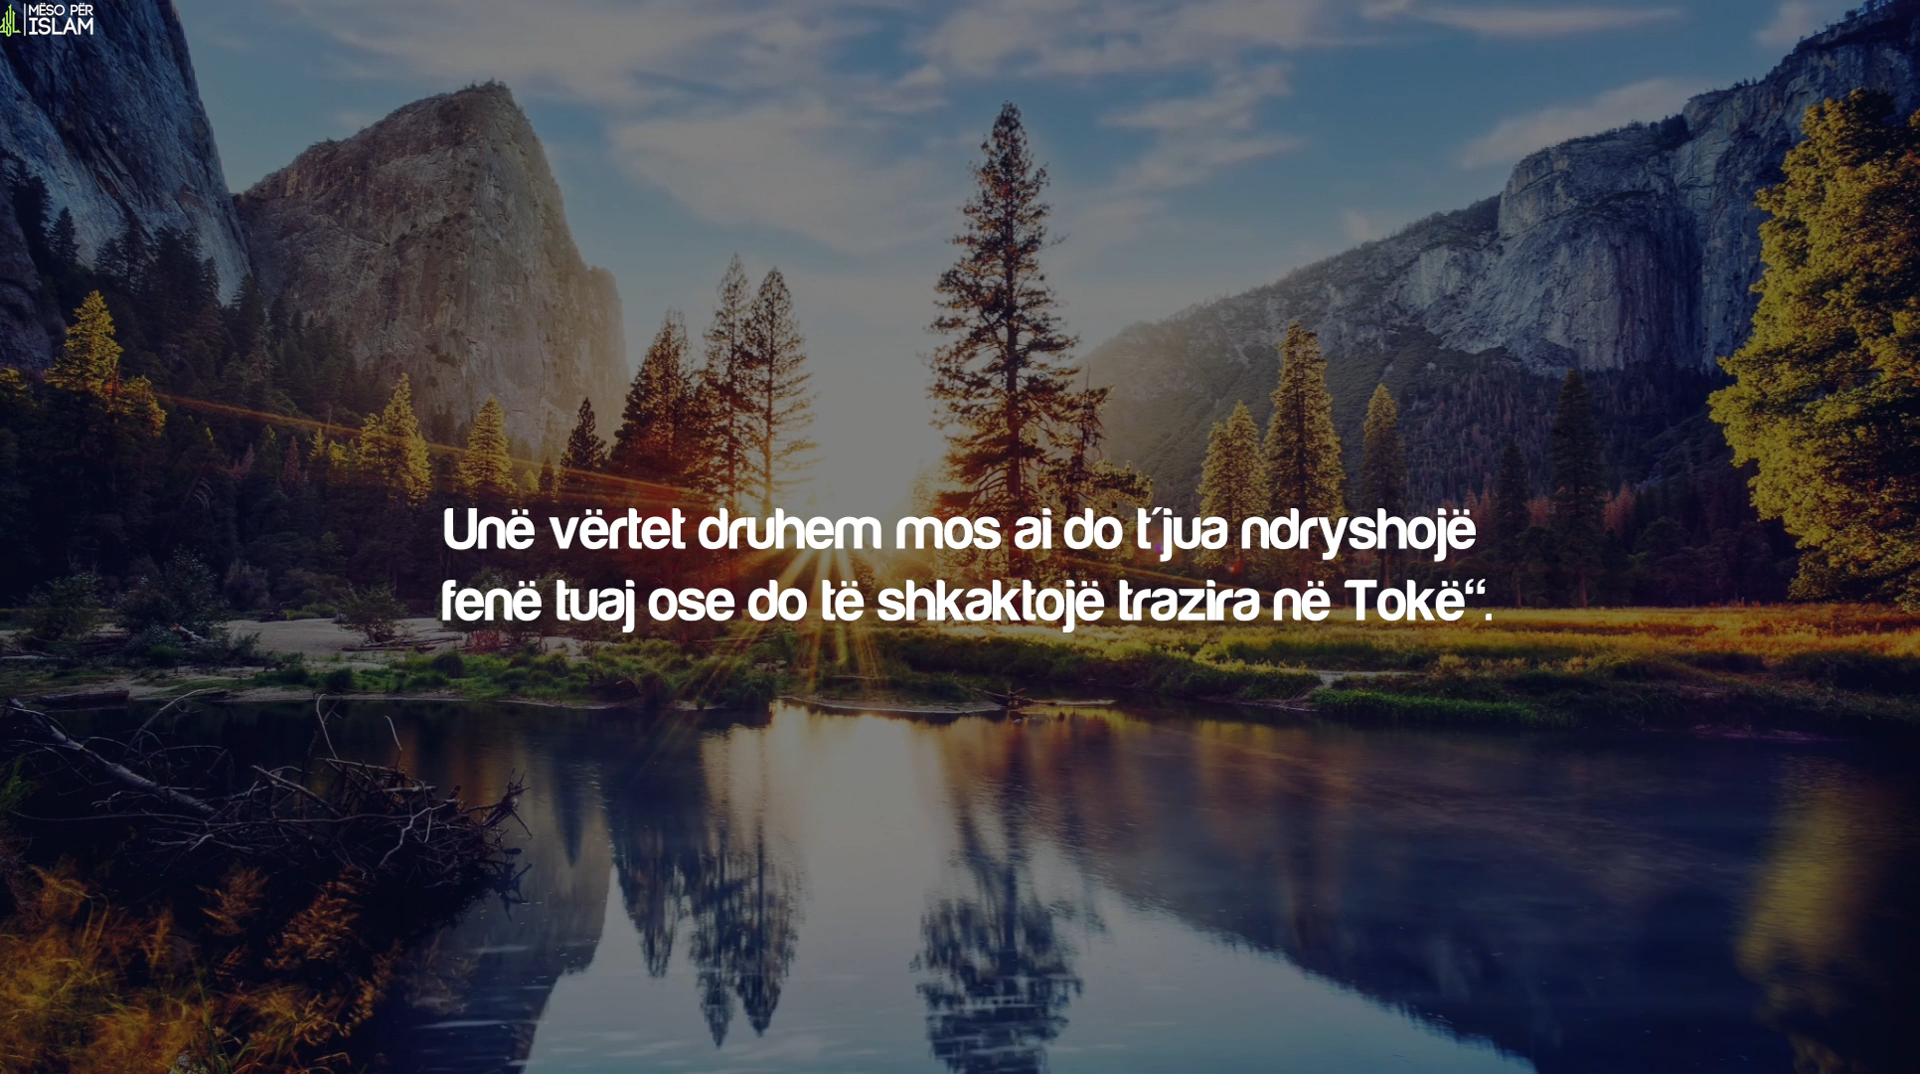 MËSO PËR
ISLAM
Unë vërtet druhem mos ai do t´jua ndryshojë
fenë tuaj ose do të shkaktojë trazira në Tokë“.